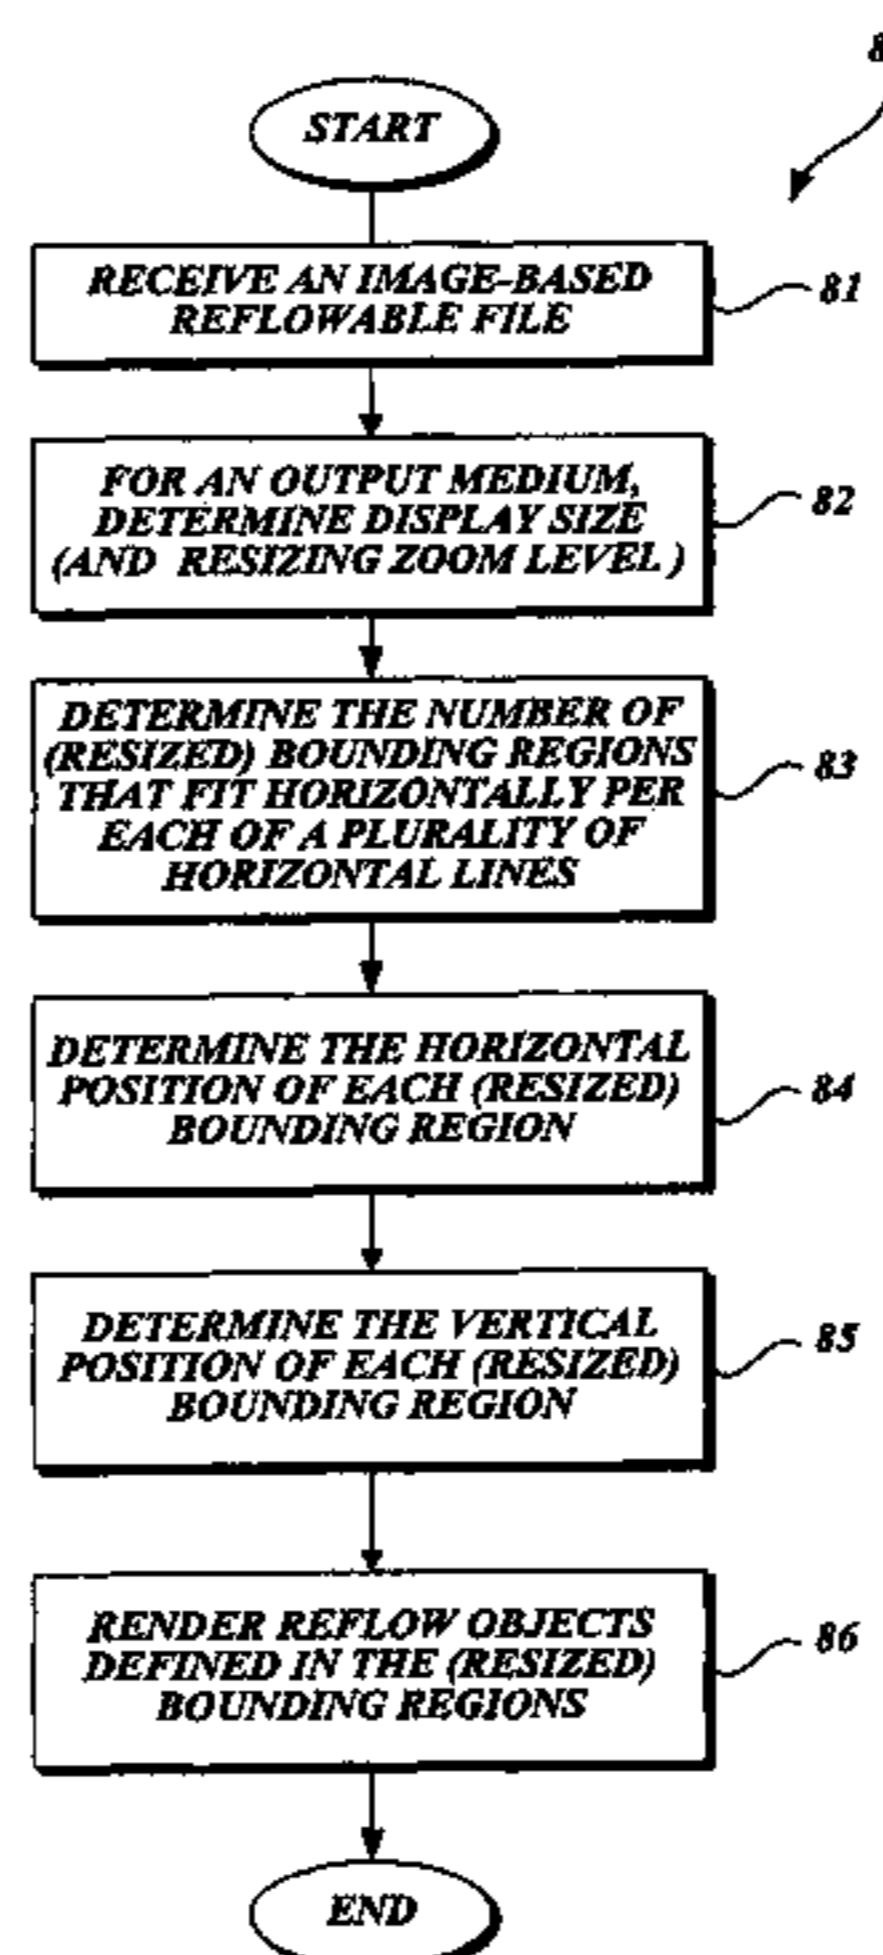 START
RECEIVE AN IMAGE-BASED
REFLOWABLE FILE
81
FOR AN OUTPUT MEDIUM,
DETERMINE DISPLAY SIZE
(AND RESIZING ZOOM LEVEL)
82
DETERMINE THE NUMBER OF
(RESIZED) BOUNDING REGIONS
THAT FIT HORIZONTALLY PER
EACH OF A PLURALITY OF
HORIZONTAL LINES
83
DETERMINE THE HORIZONTAL
POSITION OF EACH (RESIZED)
BOUNDING REGION
84
DETERMINE THE VERTICAL
POSITION OF EACH (RESIZED)
BOUNDING REGION
85
RENDER REFLOW OBJECTS
DEFINED IN THE (RESIZED)
BOUNDING REGIONS
86
END